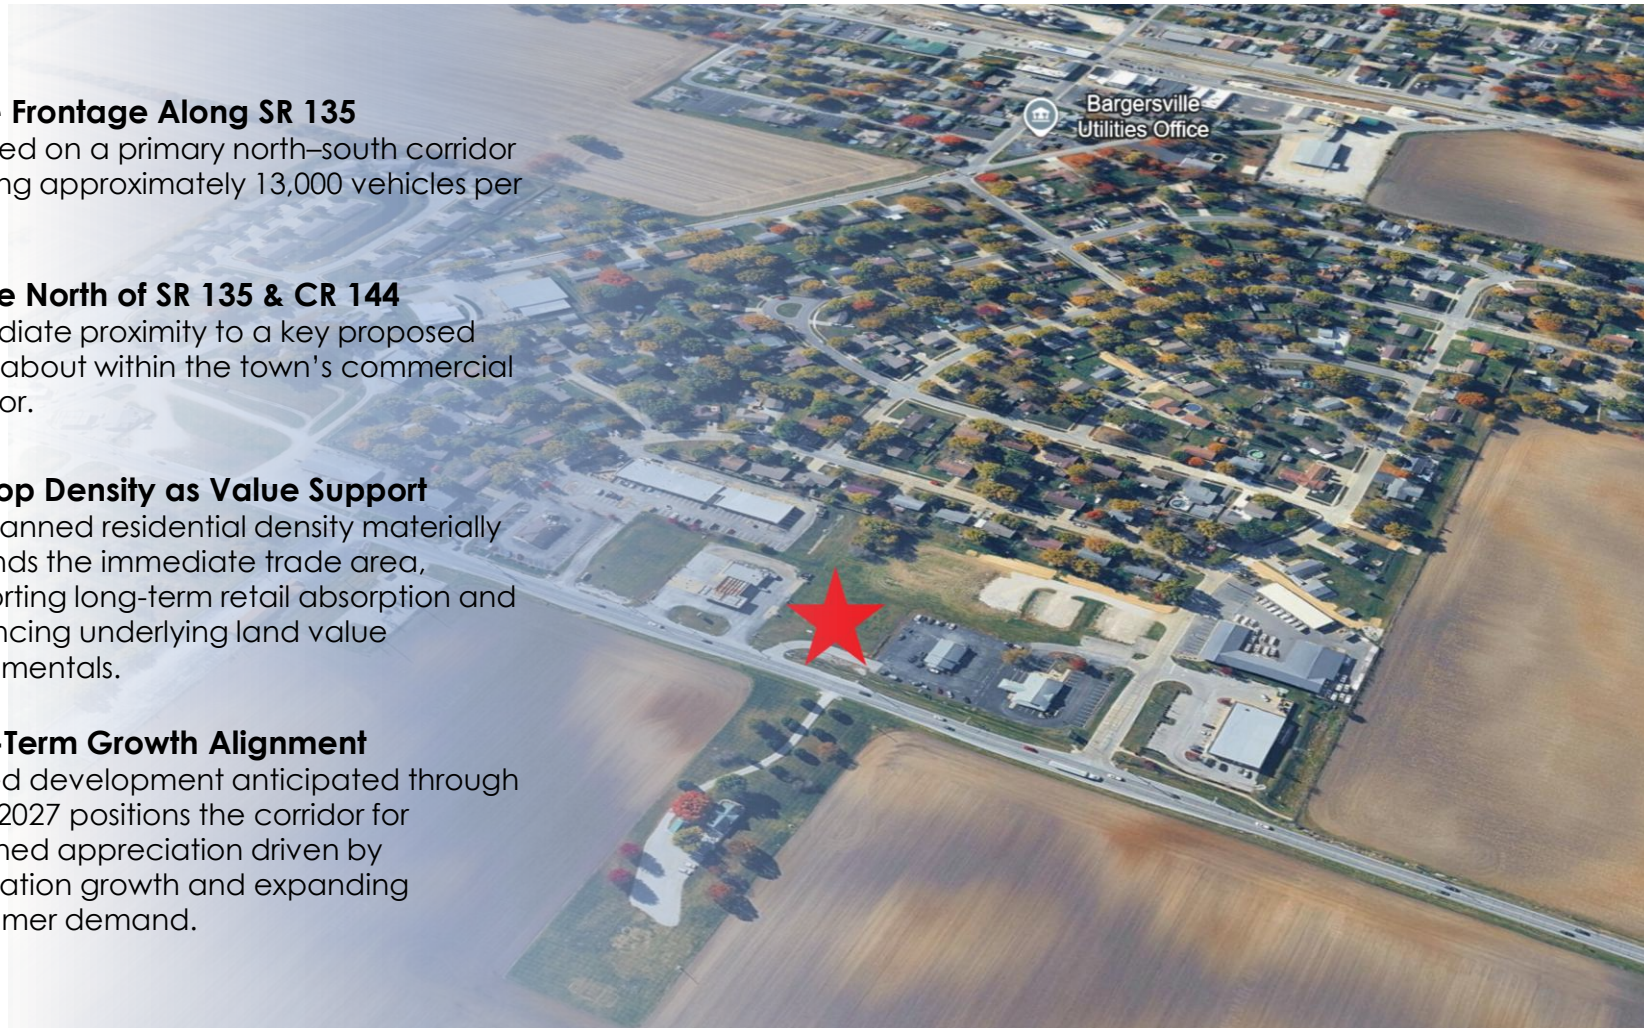 Frontage Along SR 135
ed on a primary north–south corridor
ng approximately 13,000 vehicles per
e North of SR 135 & CR 144
diate proximity to a key proposed
about within the town’s commercial
or.
op Density as Value Support
anned residential density materially
nds the immediate trade area,
orting long-term retail absorption and
ncing underlying land value
mentals.
-Term Growth Alignment
d development anticipated through
2027 positions the corridor for
ned appreciation driven by
ation growth and expanding
mer demand.
Bargersville
Utilities Office